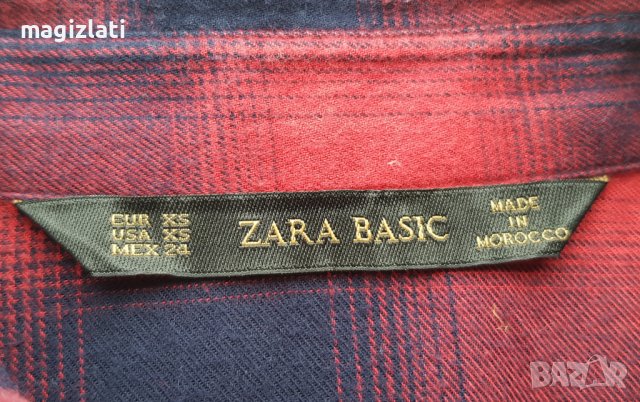 magizlati
EUR XS
USA XS
MEX 24
ZARA BASIC
MADE
IN
MOROCCO
BAZAR